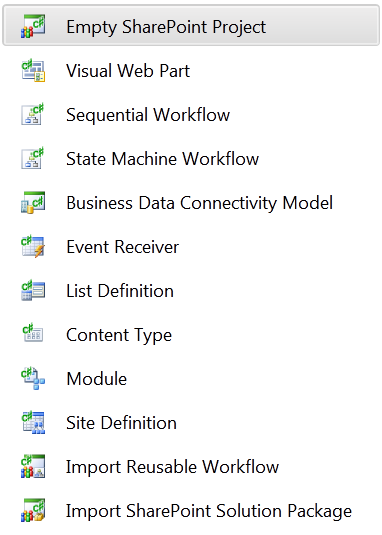 Empty SharePoint Project
Visual Web Part
Sequential Workflow
State Machine Workflow
Business Data Connectivity Model
Event Receiver
List Definition
Content Type
Module
Site Definition
Import Reusable Workflow
Import SharePoint Solution Package